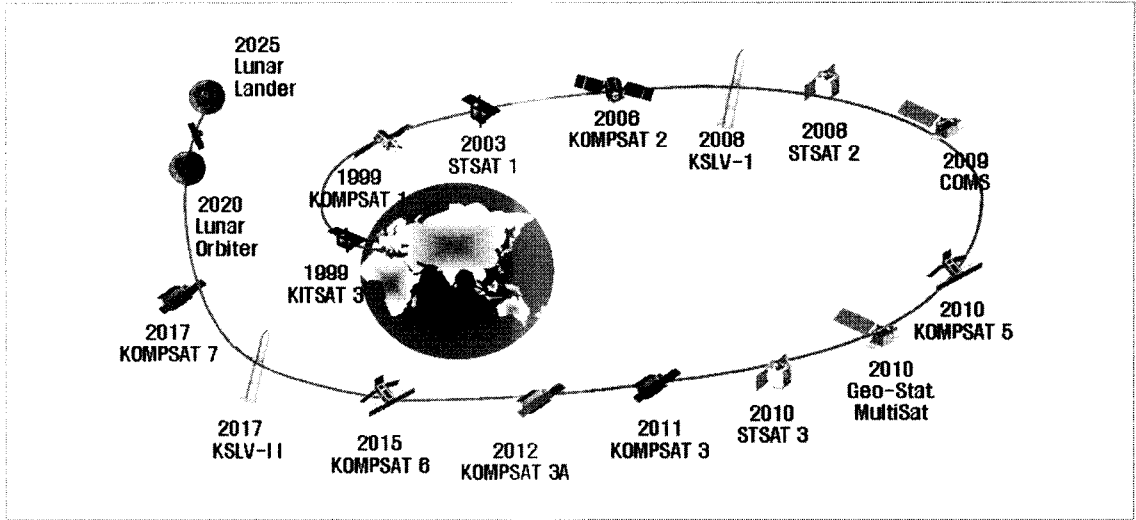 1999
KITSAT 3
1999
KOMPSAT 1
2003
STSAT 1
2006
KOMPSAT 2
2008
KSLV-1
2008
STSAT 2
2009
COMS
2010
KOMPSAT 5
2010
Geo-Stat.
MultiSat
2010
STSAT 3
2011
KOMPSAT 3
2012
KOMPSAT 3A
2015
KOMPSAT 6
2017
KSLV-II
2017
KOMPSAT 7
2020
Lunar
Orbiter
2025
Lunar
Lander